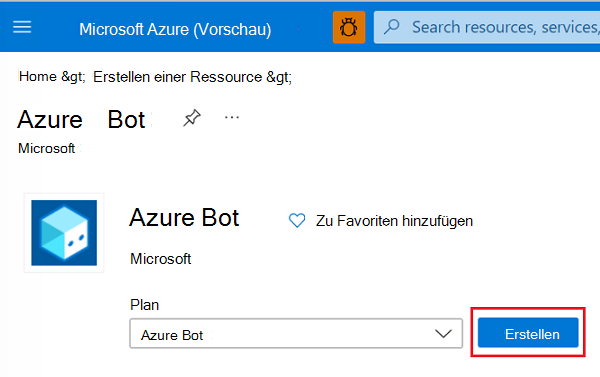 Microsoft Azure (Vorschau) Search resources, services,
Home &gt; Erstellen einer Ressource &gt;
Azure Bot ...
Microsoft
Azure Bot Zu Favoriten hinzufügen
Microsoft
Plan
Azure Bot Erstellen